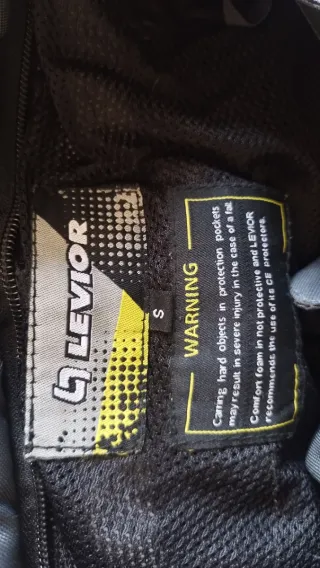 LEVIOR
S
WARNING
Carring hard objects in protection pockets
may result in severe injury in the case of a fall.
Comfort foam in not protective and LEVIOR
recommends the use of its CE protectors.